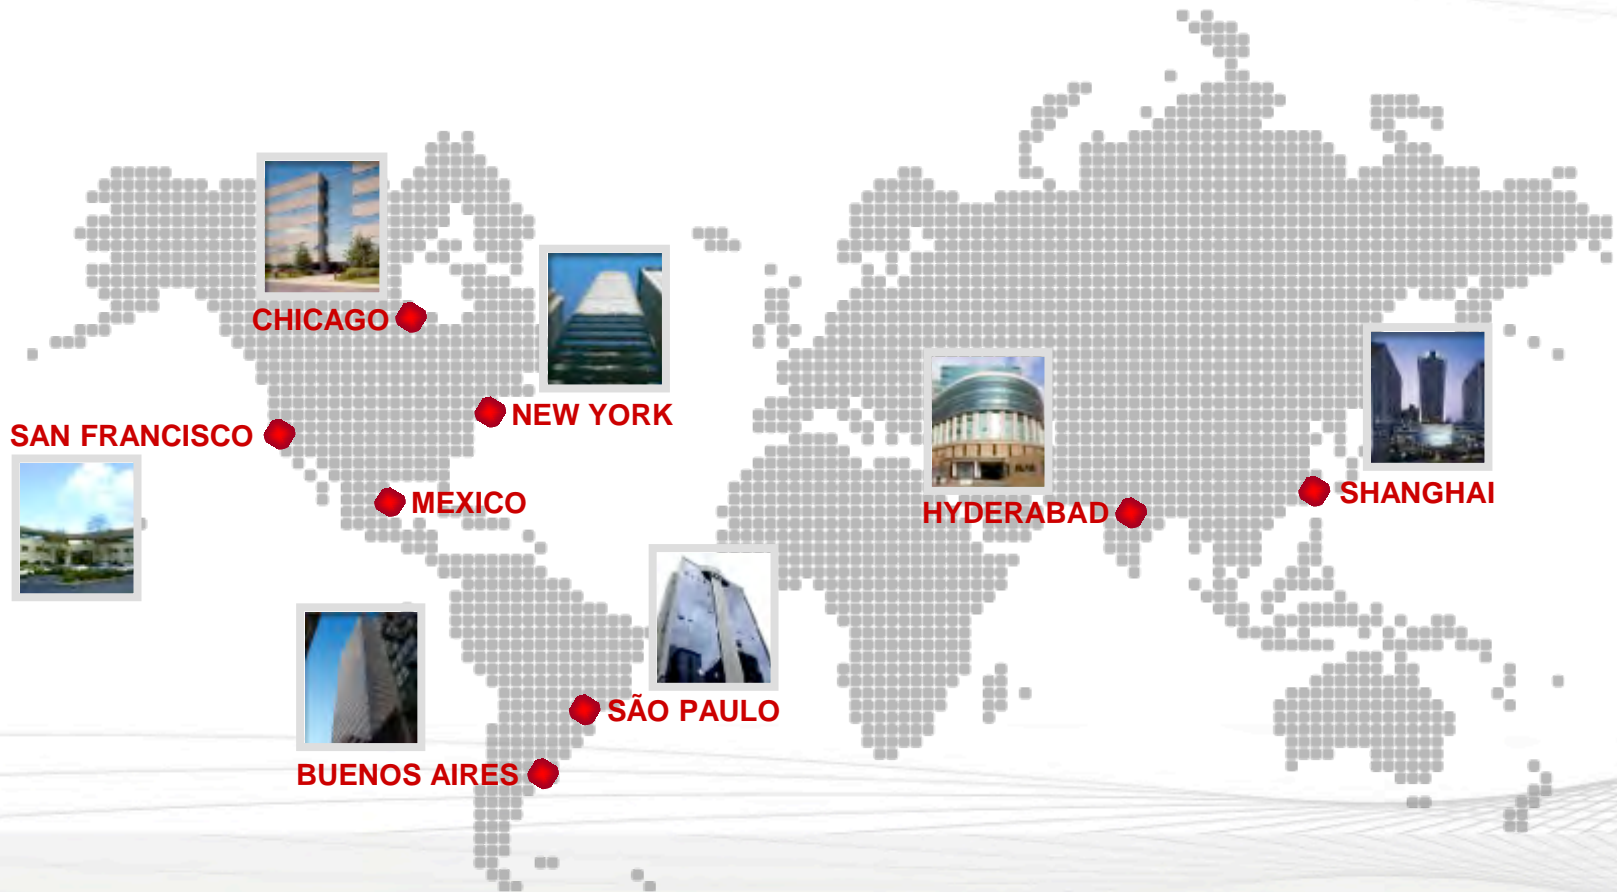 CHICAGO
NEW YORK
SAN FRANCISCO
MEXICO
SHANGHAI
HYDERABAD
SÃO PAULO
BUENOS AIRES